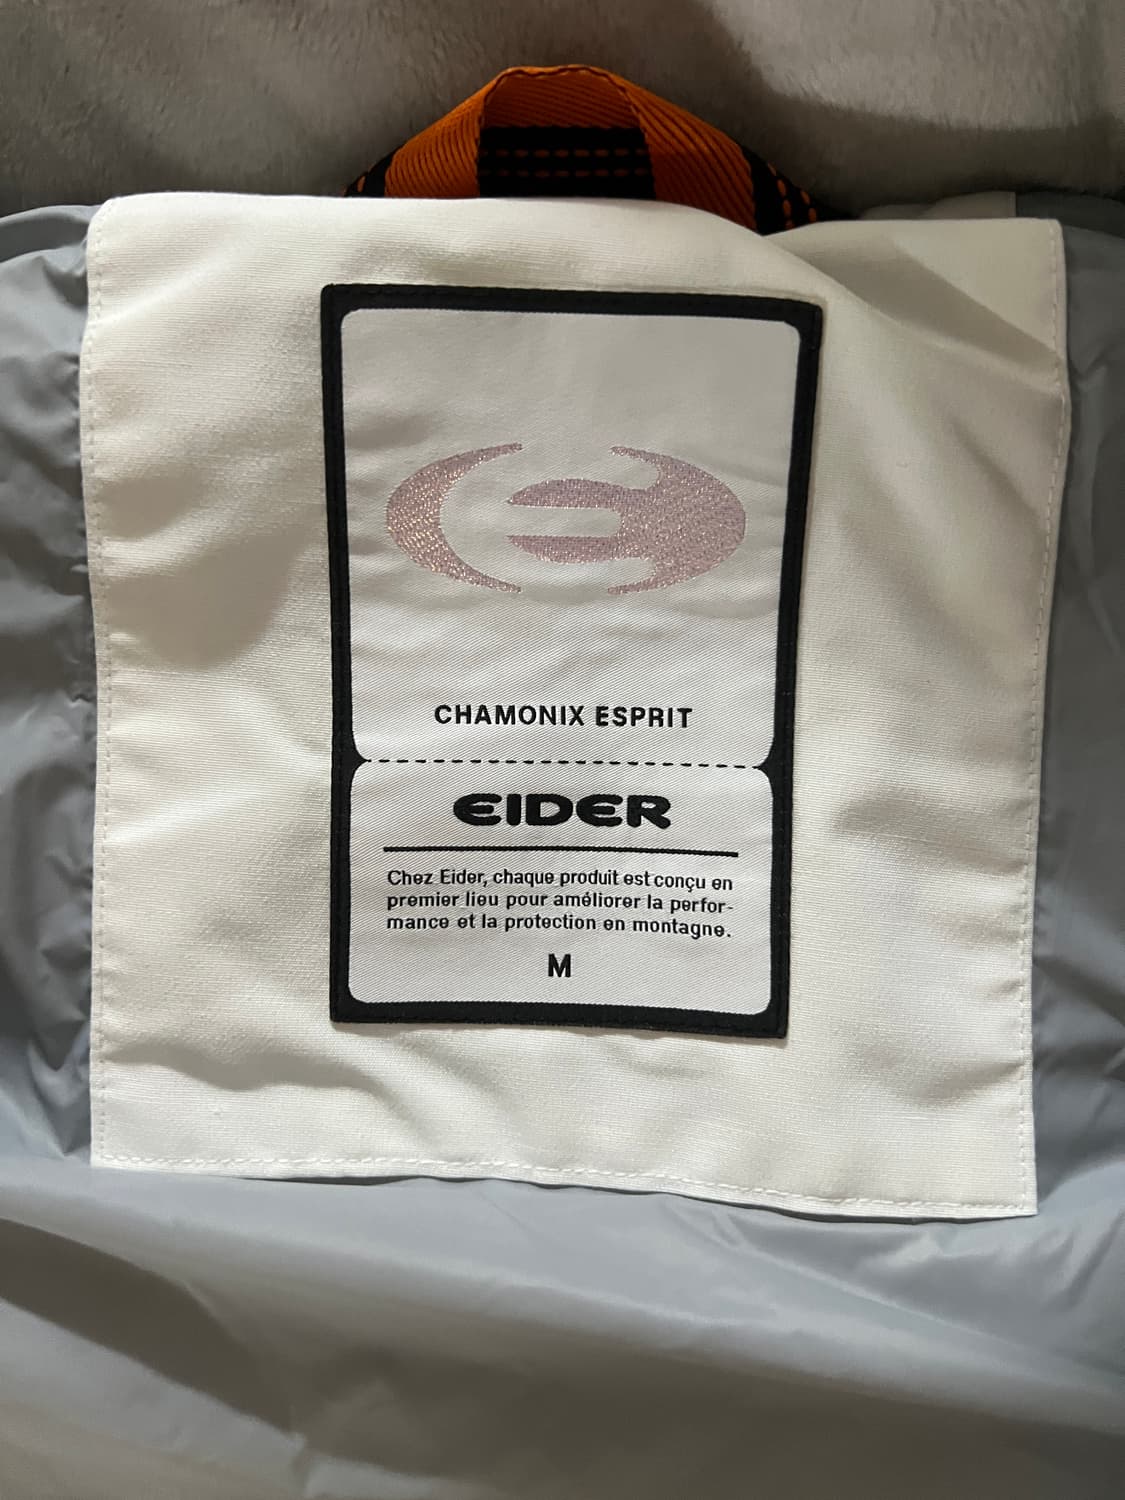 CHAMONIX ESPRIT
EIDER
Chez Eider, chaque produit est conçu en
premier lieu pour améliorer la perfor-
mance et la protection en montagne.
M